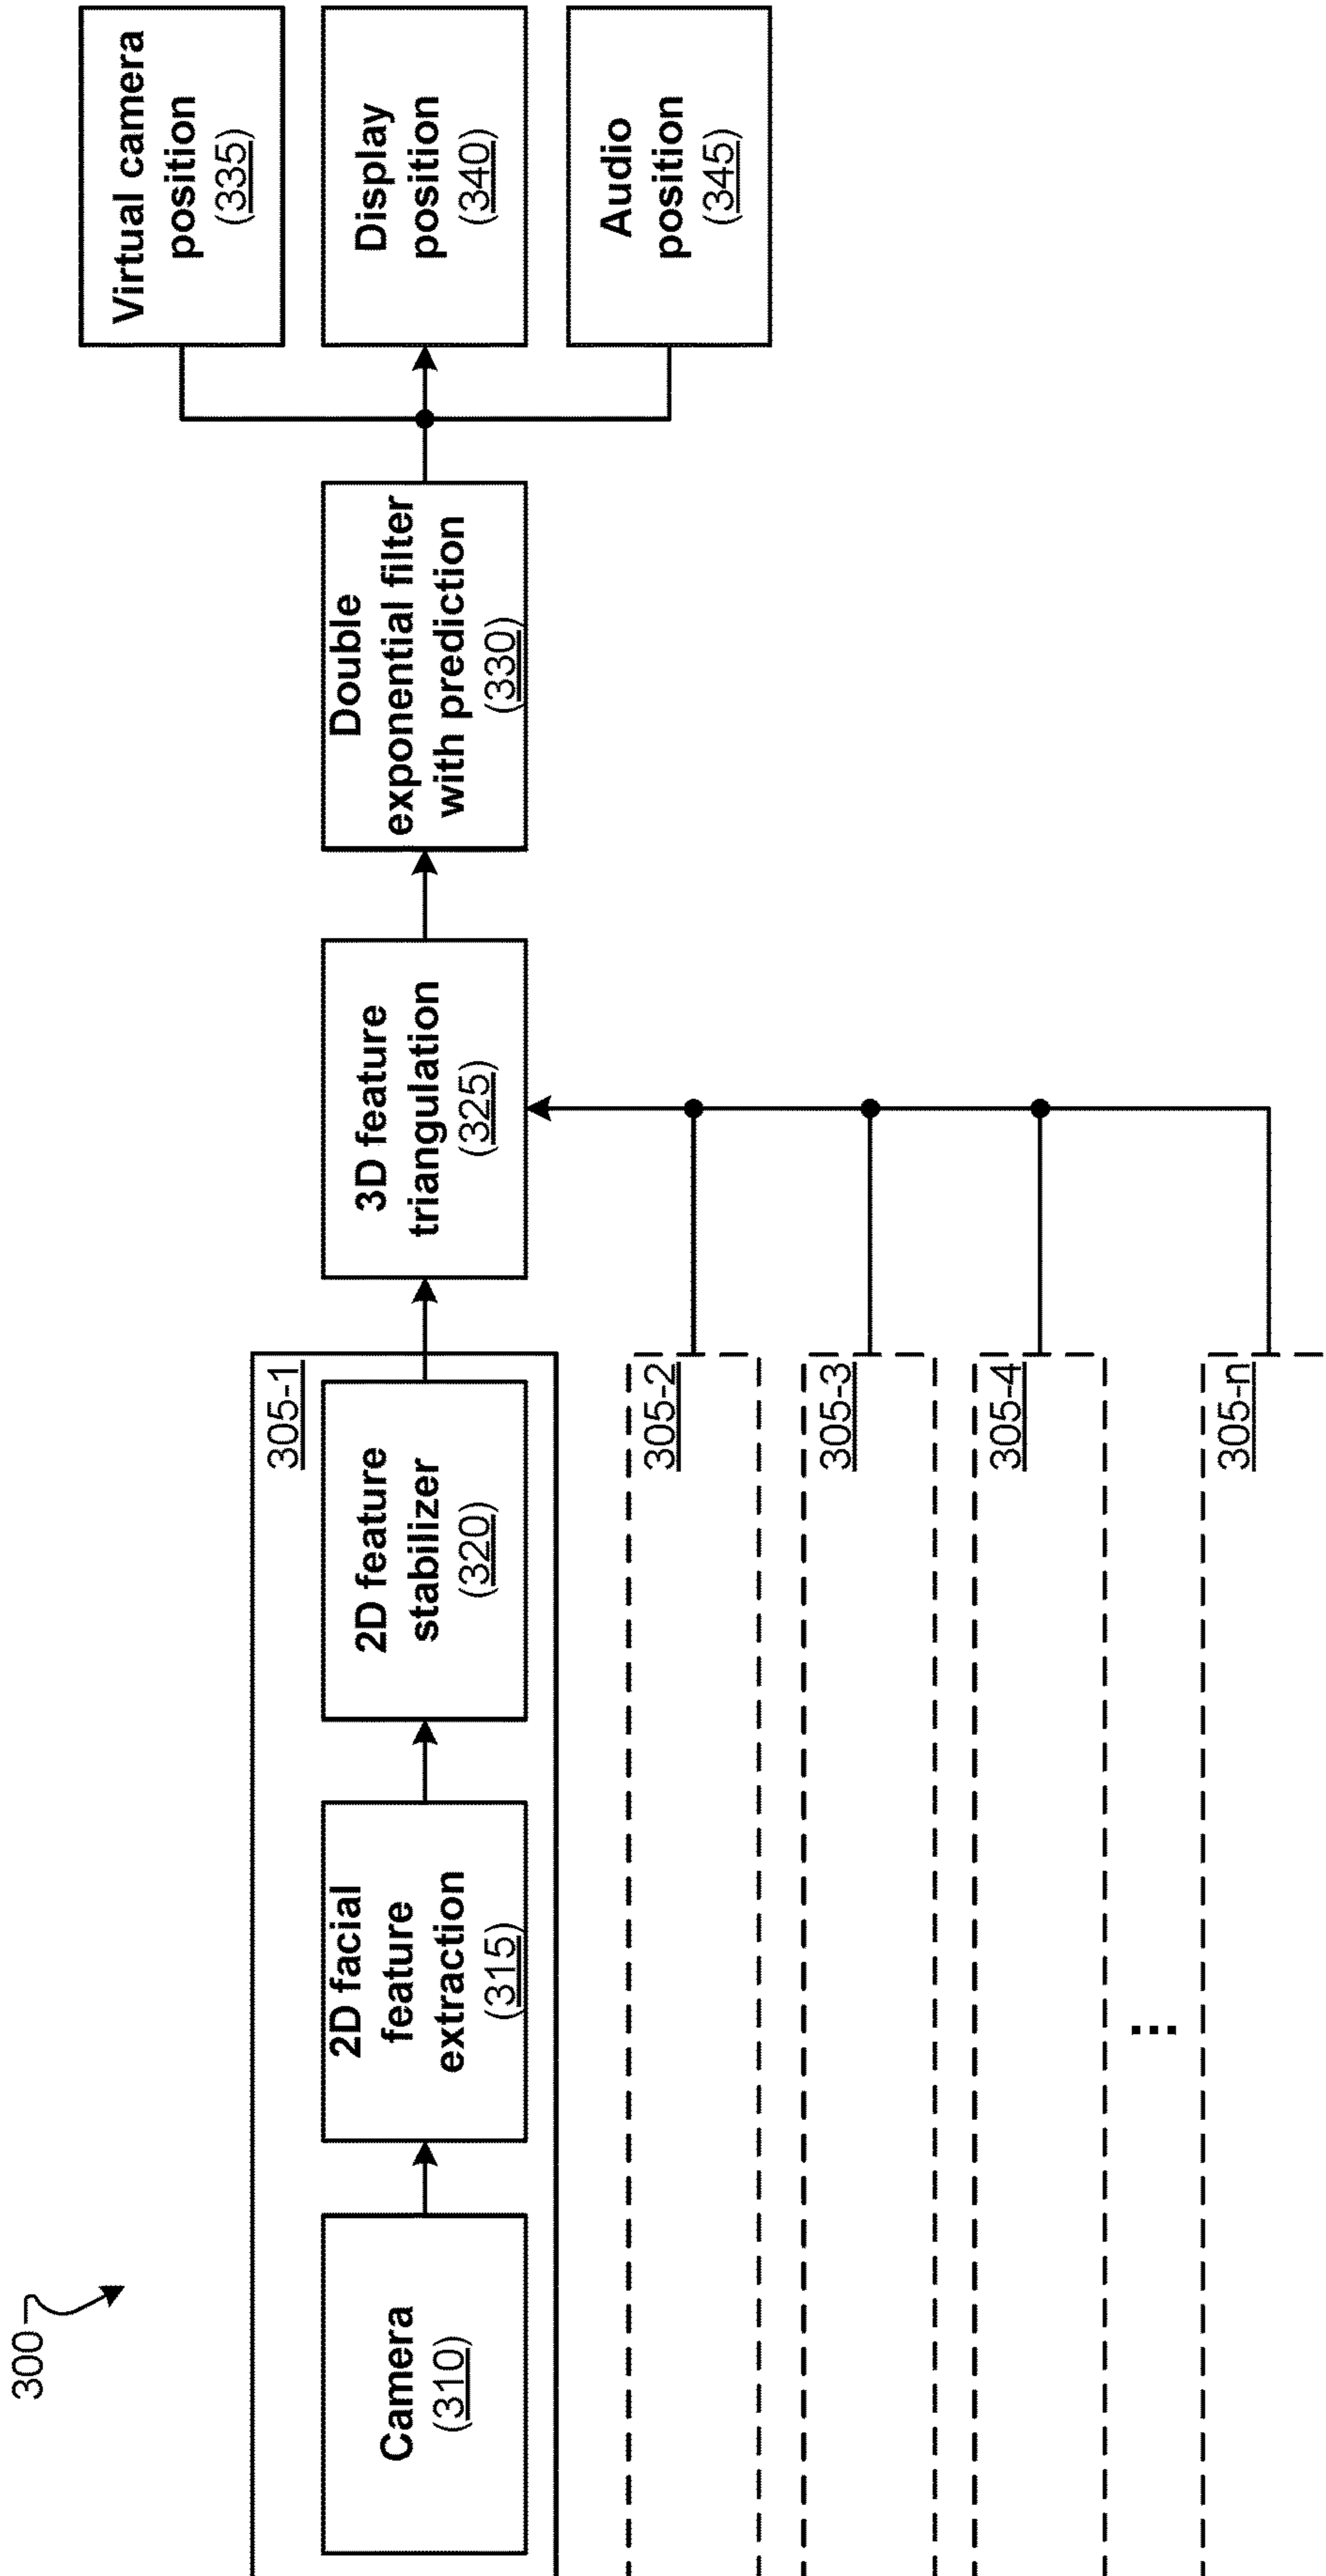 300
305-1
Camera
(310)
2D facial
feature
extraction
(315)
2D feature
stabilizer
(320)
3D feature
triangulation
(325)
Double
exponential filter
with prediction
(330)
Virtual camera
position
(335)
Display
position
(340)
Audio
position
(345)
305-2
305-3
305-4
...
305-n